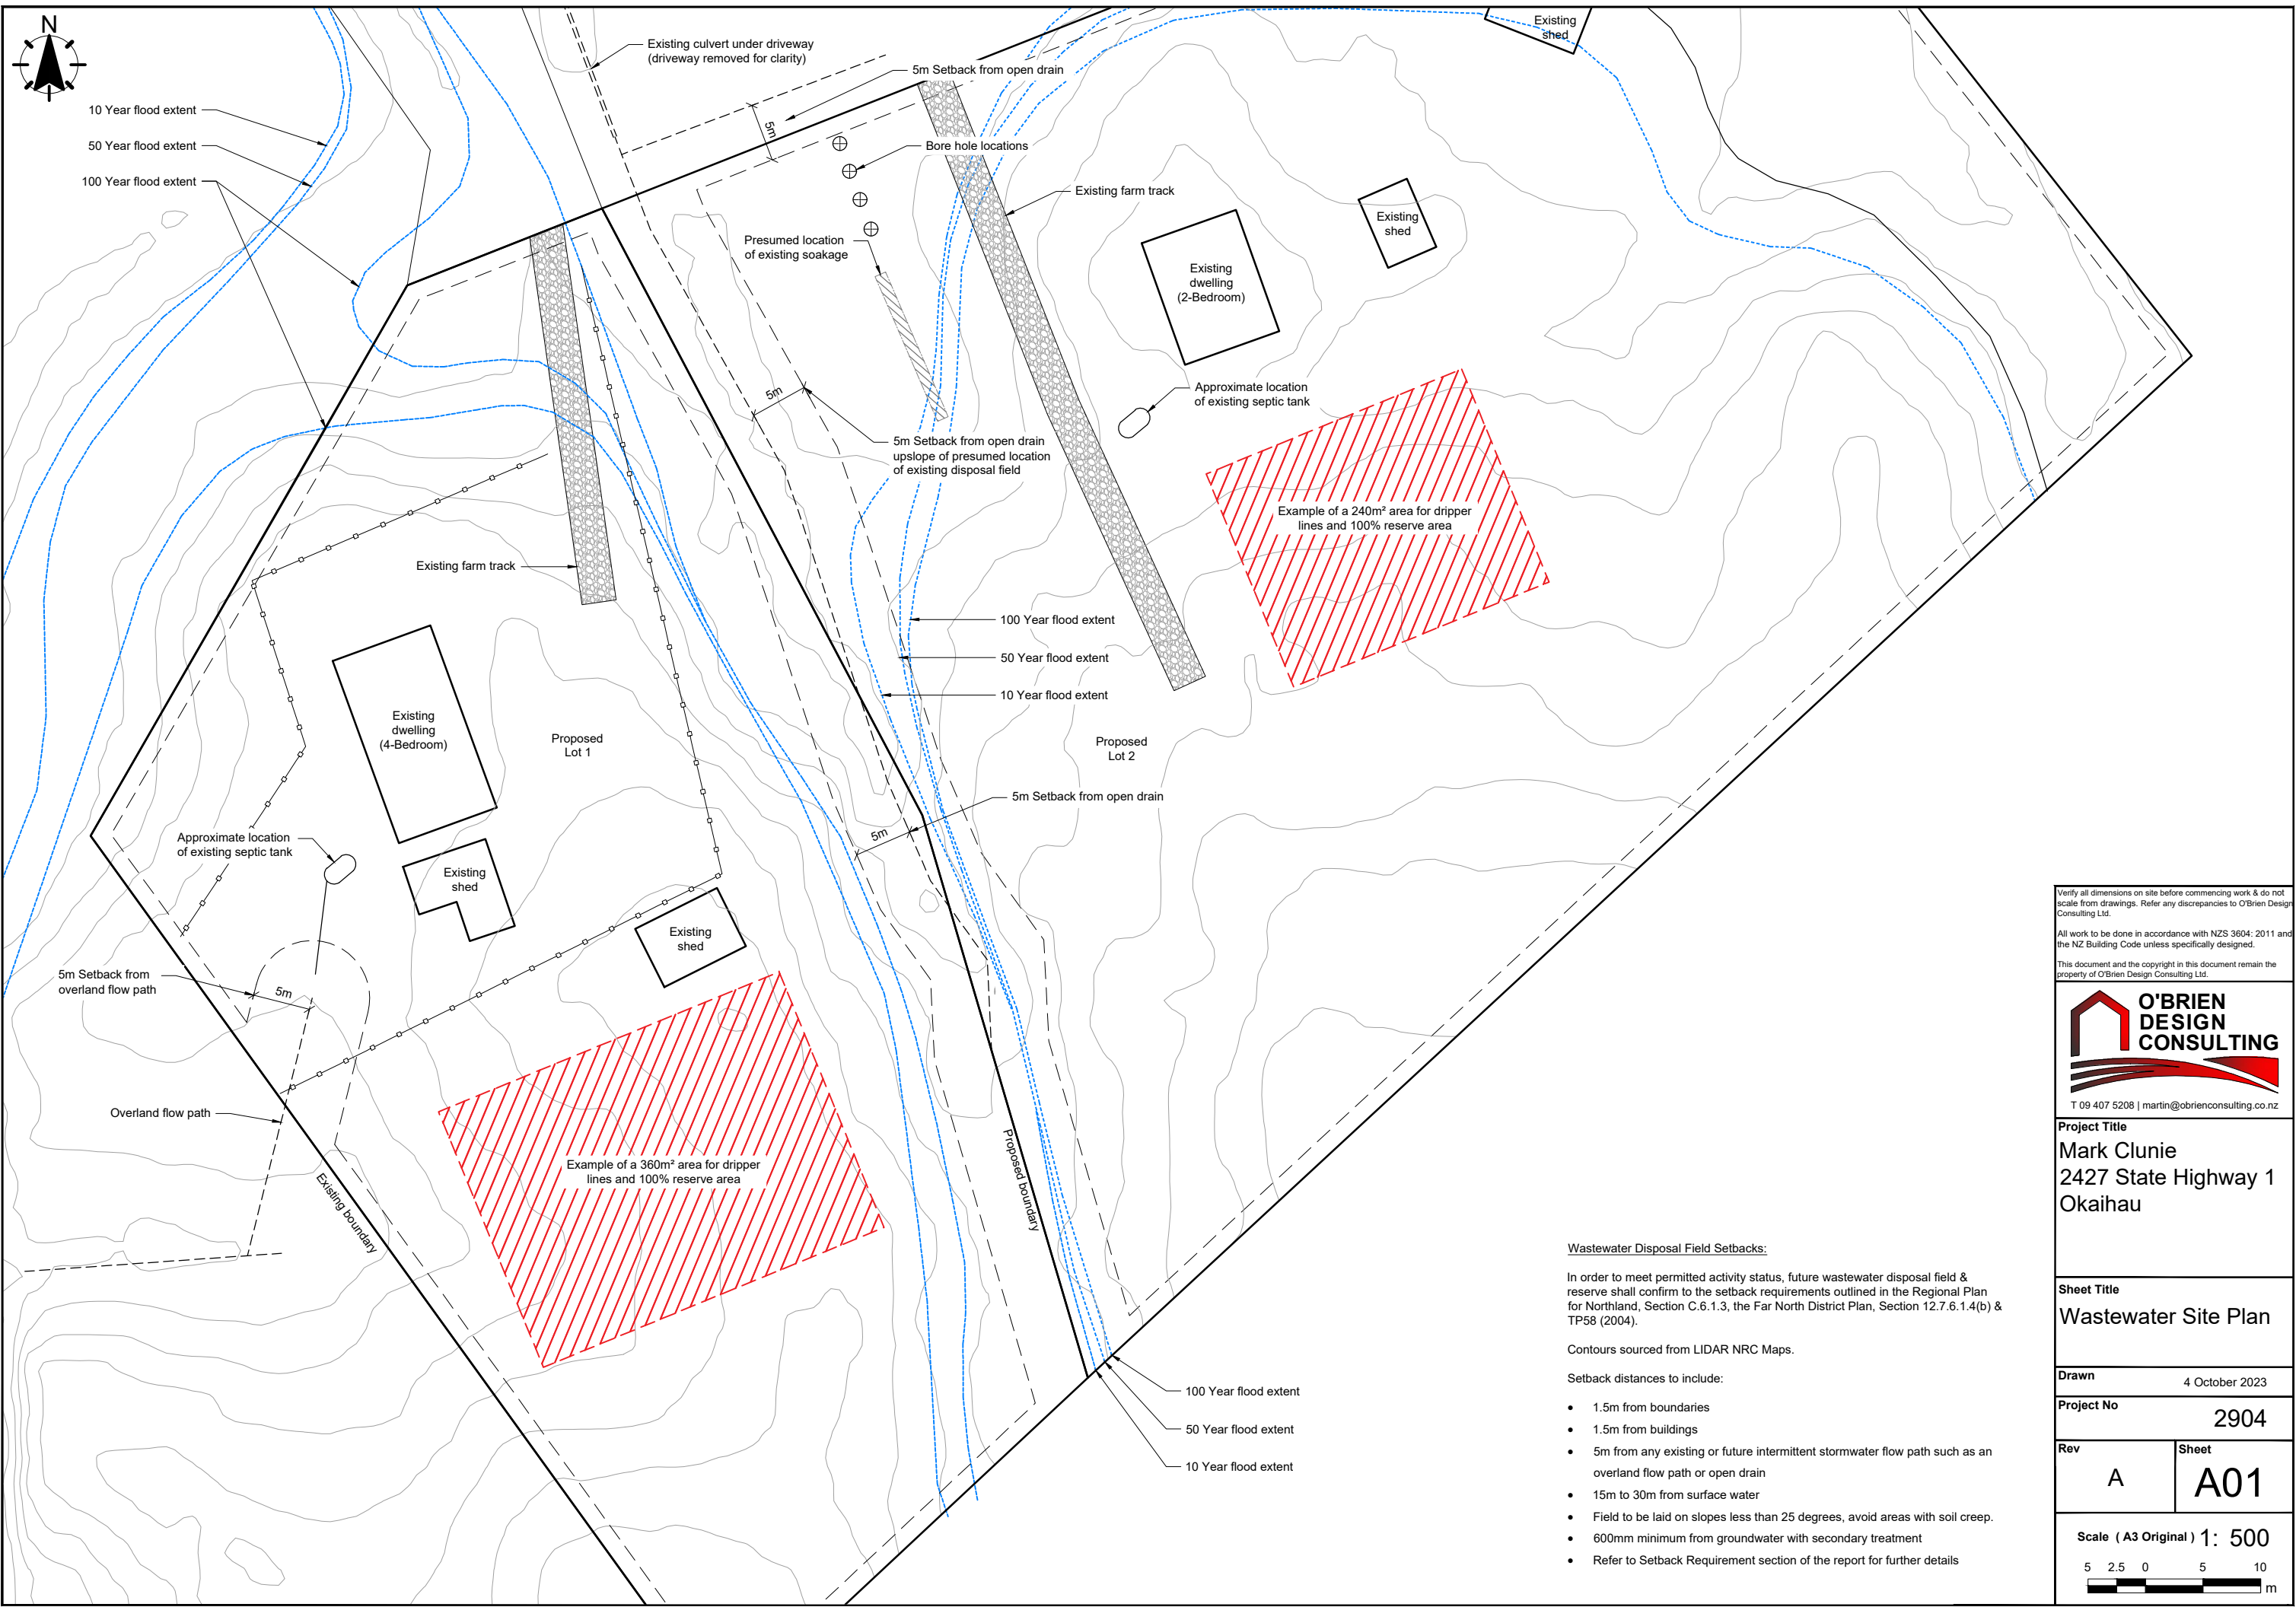 N
Existing culvert under driveway
(driveway removed for clarity)
5m Setback from open drain
Existing
shed
10 Year flood extent
50 Year flood extent
100 Year flood extent
5m
Bore hole locations
Existing farm track
Presumed location
of existing soakage
Existing
dwelling
(2-Bedroom)
Existing
shed
5m
Approximate location
of existing septic tank
5m Setback from open drain
upslope of presumed location
of existing disposal field
Example of a 240m² area for dripper
lines and 100% reserve area
Existing farm track
100 Year flood extent
50 Year flood extent
10 Year flood extent
Existing
dwelling
(4-Bedroom)
Proposed
Lot 1
Proposed
Lot 2
5m Setback from open drain
5m
Approximate location
of existing septic tank
Existing
shed
Existing
shed
5m Setback from
overland flow path
5m
Overland flow path
Existing boundary
Example of a 360m² area for dripper
lines and 100% reserve area
Proposed boundary
100 Year flood extent
50 Year flood extent
10 Year flood extent
Wastewater Disposal Field Setbacks:
In order to meet permitted activity status, future wastewater disposal field &
reserve shall confirm to the setback requirements outlined in the Regional Plan
for Northland, Section C.6.1.3, the Far North District Plan, Section 12.7.6.1.4(b) &
TP58 (2004).
Contours sourced from LIDAR NRC Maps.
Setback distances to include:
• 1.5m from boundaries
• 1.5m from buildings
• 5m from any existing or future intermittent stormwater flow path such as an
overland flow path or open drain
• 15m to 30m from surface water
• Field to be laid on slopes less than 25 degrees, avoid areas with soil creep.
• 600mm minimum from groundwater with secondary treatment
• Refer to Setback Requirement section of the report for further details
Verify all dimensions on site before commencing work & do not
scale from drawings. Refer any discrepancies to O'Brien Design
Consulting Ltd.
All work to be done in accordance with NZS 3604: 2011 and
the NZ Building Code unless specifically designed.
This document and the copyright in this document remain the
property of O'Brien Design Consulting Ltd.
O'BRIEN
DESIGN
CONSULTING
T 09 407 5208 | martin@obrienconsulting.co.nz
Project Title
Mark Clunie
2427 State Highway 1
Okaihau
Sheet Title
Wastewater Site Plan
Drawn 4 October 2023
Project No 2904
Rev A
Sheet A01
Scale ( A3 Original ) 1: 500
5 2.5 0 5 10
m